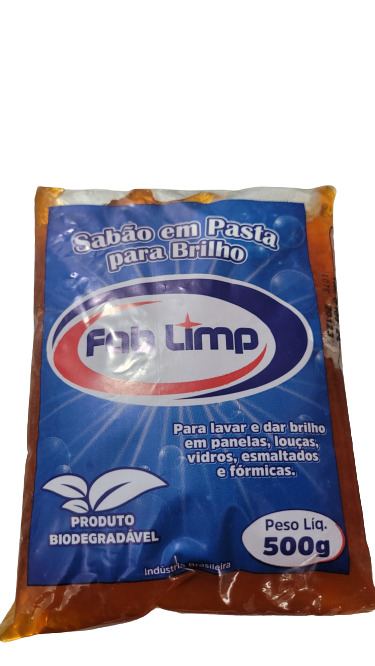 Sabão em Pasta
para Brilho
Fab Limp
Para lavar e dar brilho
em panelas, louças,
vidros, esmaltados
e fórmicas.
PRODUTO
BIODEGRADÁVEL
Peso Líq.
500g
Indústria Brasileira